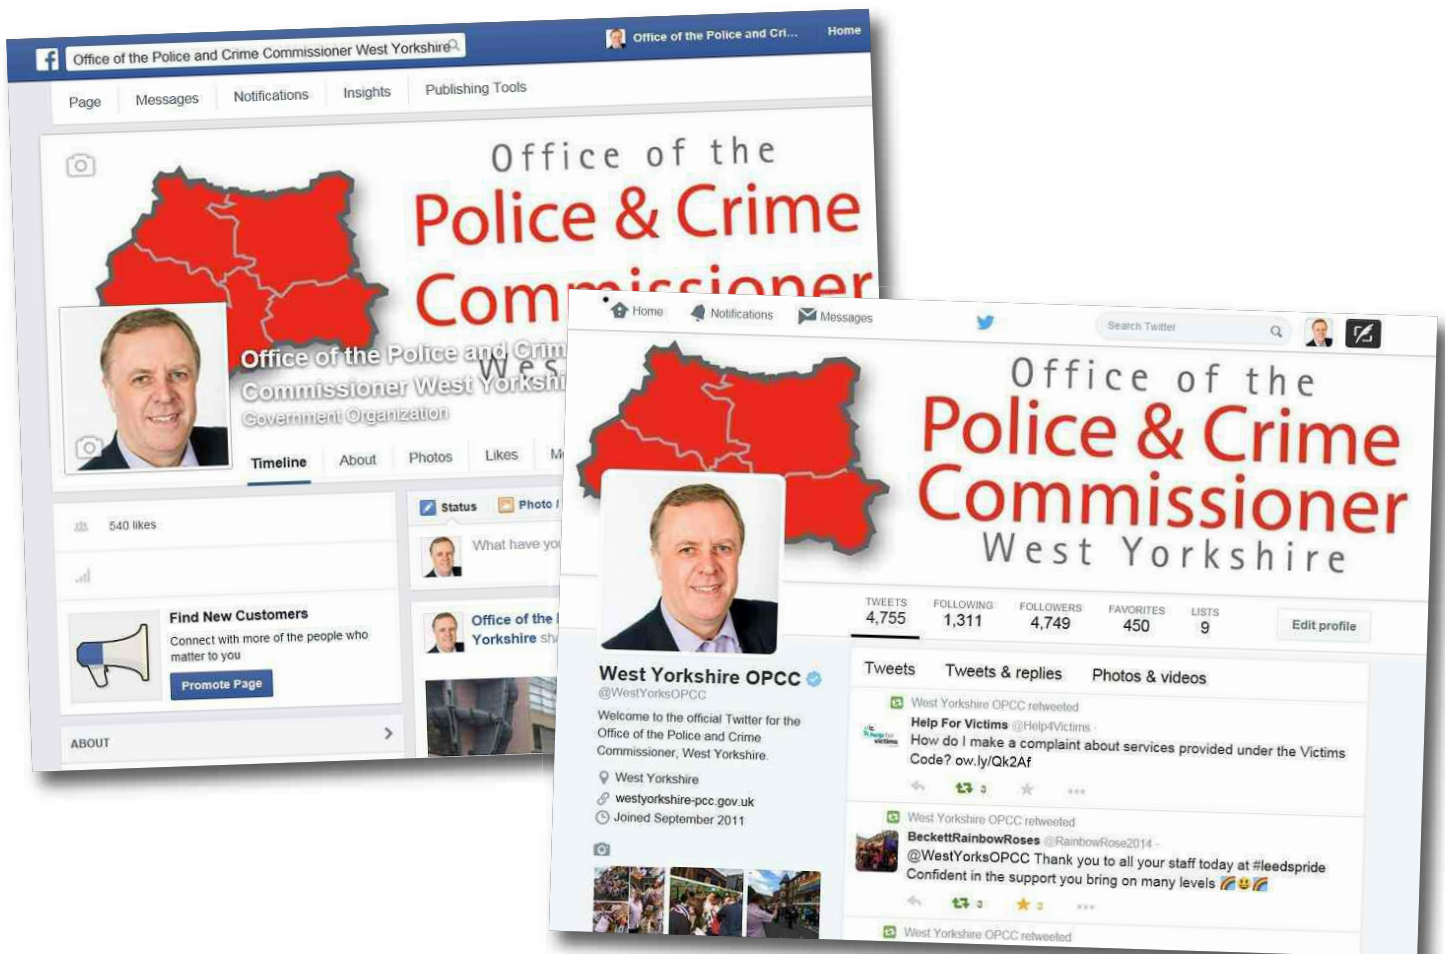 Office of the Police and Crime Commissioner West Yorkshire
Office of the Police and Cri...
Home
Page
Messages
Notifications
Insights
Publishing Tools
Office of the
Police & Crime
Commissioner
Wes
Office of the Police and Crim
Commissioner West Yorkshi
Government Organization
Timeline
About
Photos
Likes
540 likes
Status
Photo /
What have you
Find New Customers
Connect with more of the people who
matter to you
Promote Page
Office of the
Yorkshire
ABOUT
Home
Notifications
Messages
Search Twitter
Office of the
Police & Crime
Commissioner
West Yorkshire
TWEETS
4,755
FOLLOWING
1,311
FOLLOWERS
4,749
FAVORITES
450
LISTS
9
Edit profile
West Yorkshire OPCC
@WestYorksOPCC
Welcome to the official Twitter for the
Office of the Police and Crime
Commissioner, West Yorkshire.
West Yorkshire
westyorkshire-pcc.gov.uk
Joined September 2011
Tweets
Tweets & replies
Photos & videos
West Yorkshire OPCC retweeted
Help For Victims @Help4Victims ·
How do I make a complaint about services provided under the Victims
Code? ow.ly/Qk2Af
3
West Yorkshire OPCC retweeted
BeckettRainbowRoses @RainbowRose2014 ·
@WestYorksOPCC Thank you to all your staff today at #leedspride
Confident in the support you bring on many levels 🌈😃🌈
3
3
West Yorkshire OPCC retweeted